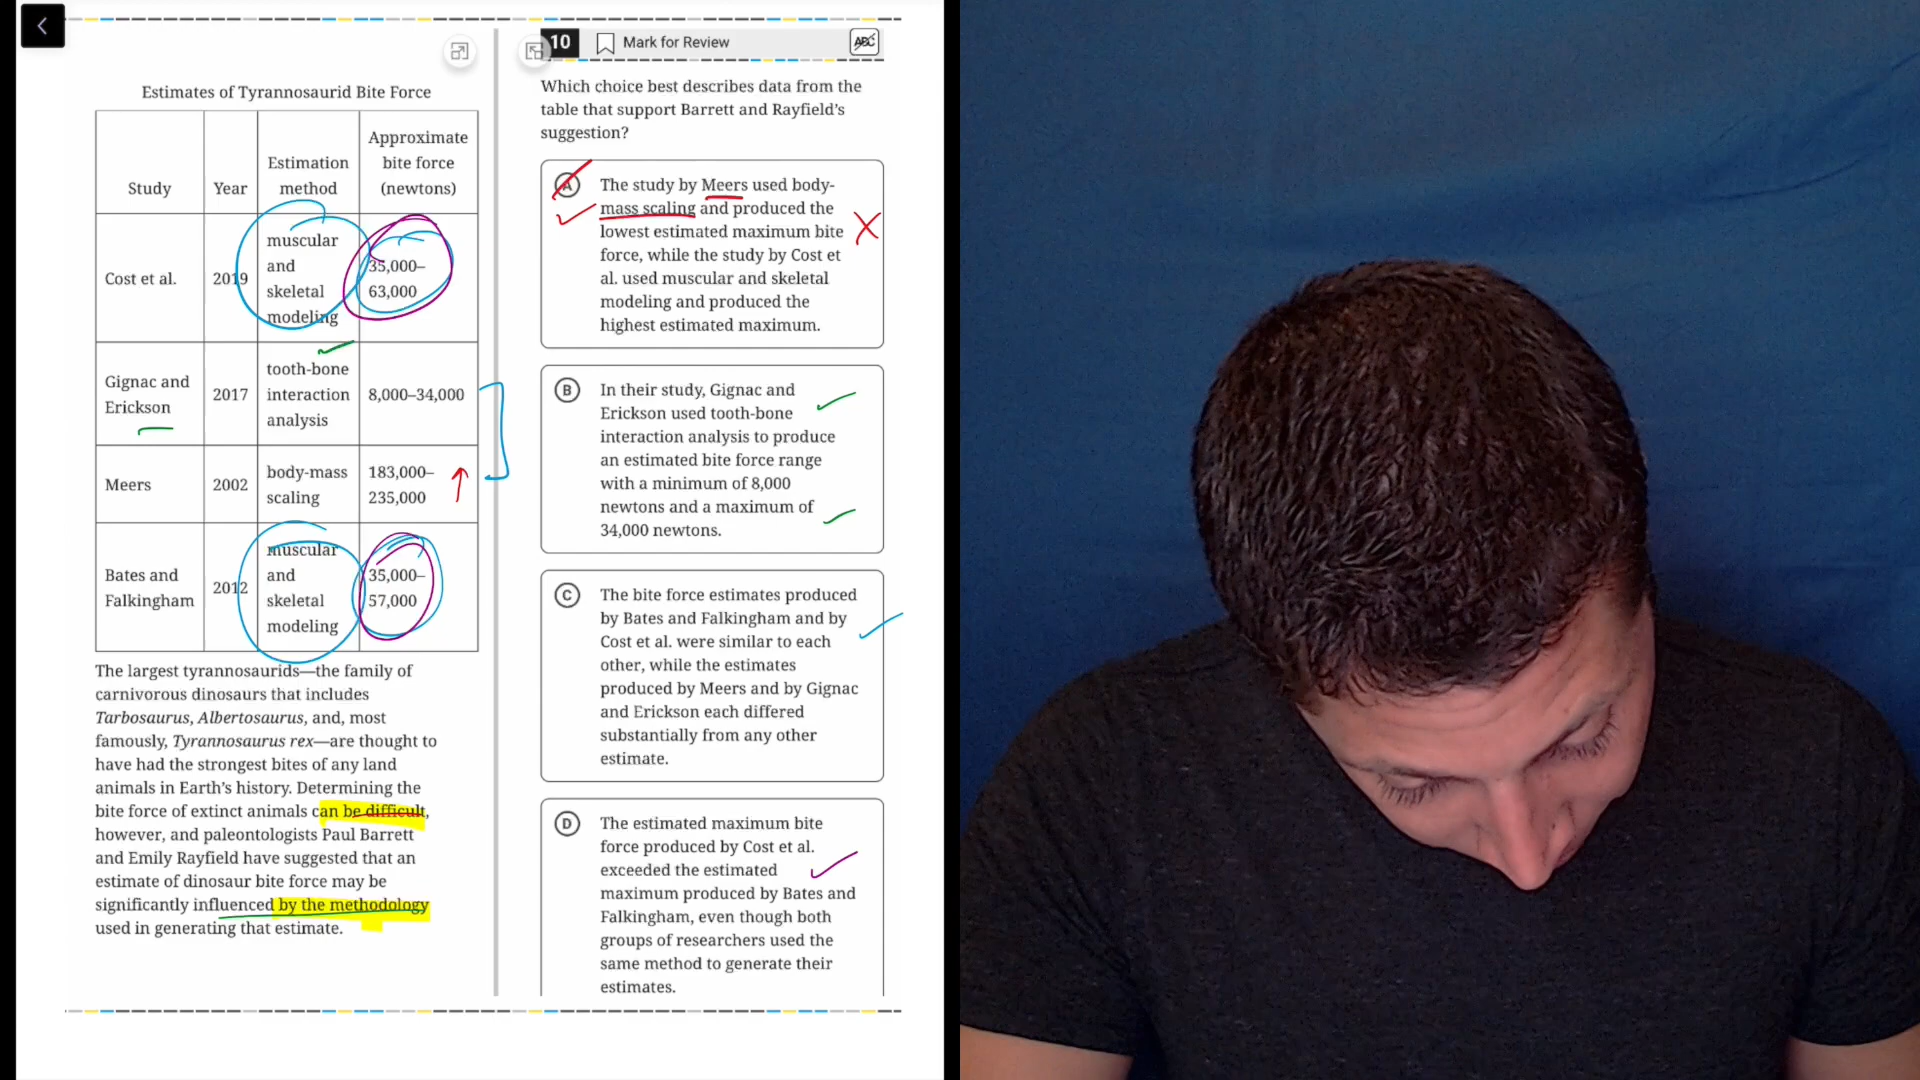 Estimates of Tyrannosaurid Bite Force
Study
Year
Estimation
method
Approximate
bite force
(newtons)
Cost et al.
2019
muscular
and
skeletal
modeling
35,000–
63,000
Gignac and
Erickson
2017
tooth-bone
interaction
analysis
8,000–34,000
Meers
2002
body-mass
scaling
183,000–
235,000
Bates and
Falkingham
2012
muscular
and
skeletal
modeling
35,000–
57,000
The largest tyrannosaurids—the family of
carnivorous dinosaurs that includes
Tarbosaurus, Albertosaurus, and, most
famously, Tyrannosaurus rex—are thought to
have had the strongest bites of any land
animals in Earth's history. Determining the
bite force of extinct animals can be difficult,
however, and paleontologists Paul Barrett
and Emily Rayfield have suggested that an
estimate of dinosaur bite force may be
significantly influenced by the methodology
used in generating that estimate.
10 Mark for Review ABC
Which choice best describes data from the
table that support Barrett and Rayfield's
suggestion?
A
The study by Meers used body-
mass scaling and produced the
lowest estimated maximum bite
force, while the study by Cost et
al. used muscular and skeletal
modeling and produced the
highest estimated maximum.
B
In their study, Gignac and
Erickson used tooth-bone
interaction analysis to produce
an estimated bite force range
with a minimum of 8,000
newtons and a maximum of
34,000 newtons.
C
The bite force estimates produced
by Bates and Falkingham and by
Cost et al. were similar to each
other, while the estimates
produced by Meers and by Gignac
and Erickson each differed
substantially from any other
estimate.
D
The estimated maximum bite
force produced by Cost et al.
exceeded the estimated
maximum produced by Bates and
Falkingham, even though both
groups of researchers used the
same method to generate their
estimates.